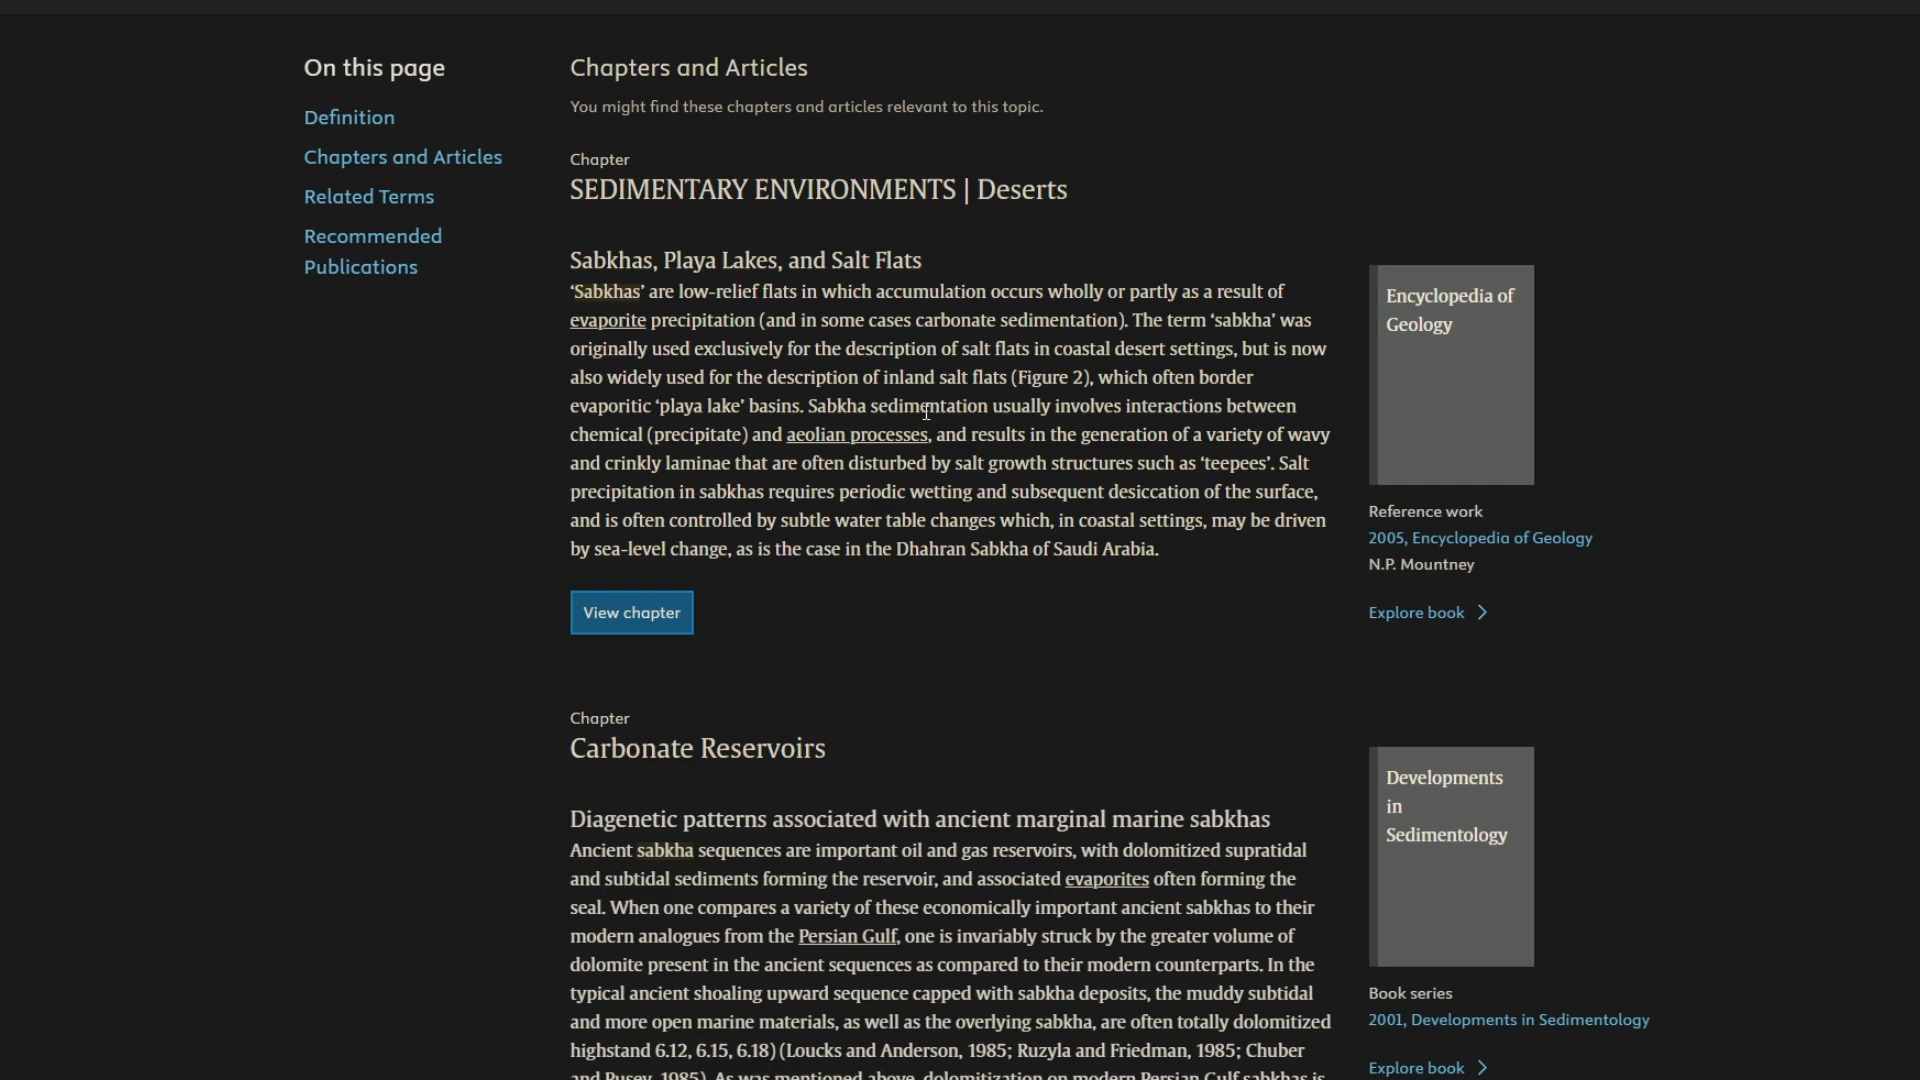 On this page
Definition
Chapters and Articles
Related Terms
Recommended
Publications
Chapters and Articles
You might find these chapters and articles relevant to this topic.
Chapter
SEDIMENTARY ENVIRONMENTS | Deserts
Sabkhas, Playa Lakes, and Salt Flats
‘Sabkhas’ are low-relief flats in which accumulation occurs wholly or partly as a result of
evaporite precipitation (and in some cases carbonate sedimentation). The term ‘sabkha’ was
originally used exclusively for the description of salt flats in coastal desert settings, but is now
also widely used for the description of inland salt flats (Figure 2), which often border
evaporitic ‘playa lake’ basins. Sabkha sedimentation usually involves interactions between
chemical (precipitate) and aeolian processes, and results in the generation of a variety of wavy
and crinkly laminae that are often disturbed by salt growth structures such as ‘teepees’. Salt
precipitation in sabkhas requires periodic wetting and subsequent desiccation of the surface,
and is often controlled by subtle water table changes which, in coastal settings, may be driven
by sea-level change, as is the case in the Dhahran Sabkha of Saudi Arabia.
View chapter
Encyclopedia of
Geology
Reference work
2005, Encyclopedia of Geology
N.P. Mountney
Explore book
Chapter
Carbonate Reservoirs
Diagenetic patterns associated with ancient marginal marine sabkhas
Ancient sabkha sequences are important oil and gas reservoirs, with dolomitized supratidal
and subtidal sediments forming the reservoir, and associated evaporites often forming the
seal. When one compares a variety of these economically important ancient sabkhas to their
modern analogues from the Persian Gulf, one is invariably struck by the greater volume of
dolomite present in the ancient sequences as compared to their modern counterparts. In the
typical ancient shoaling upward sequence capped with sabkha deposits, the muddy subtidal
and more open marine materials, as well as the overlying sabkha, are often totally dolomitized
highstand 6.12, 6.15, 6.18) (Loucks and Anderson, 1985; Ruzyla and Friedman, 1985; Chuber
and Pusey, 1985). As was mentioned above, dolomitization on modern Persian Gulf sabkhas is
Developments
in
Sedimentology
Book series
2001, Developments in Sedimentology
Explore book